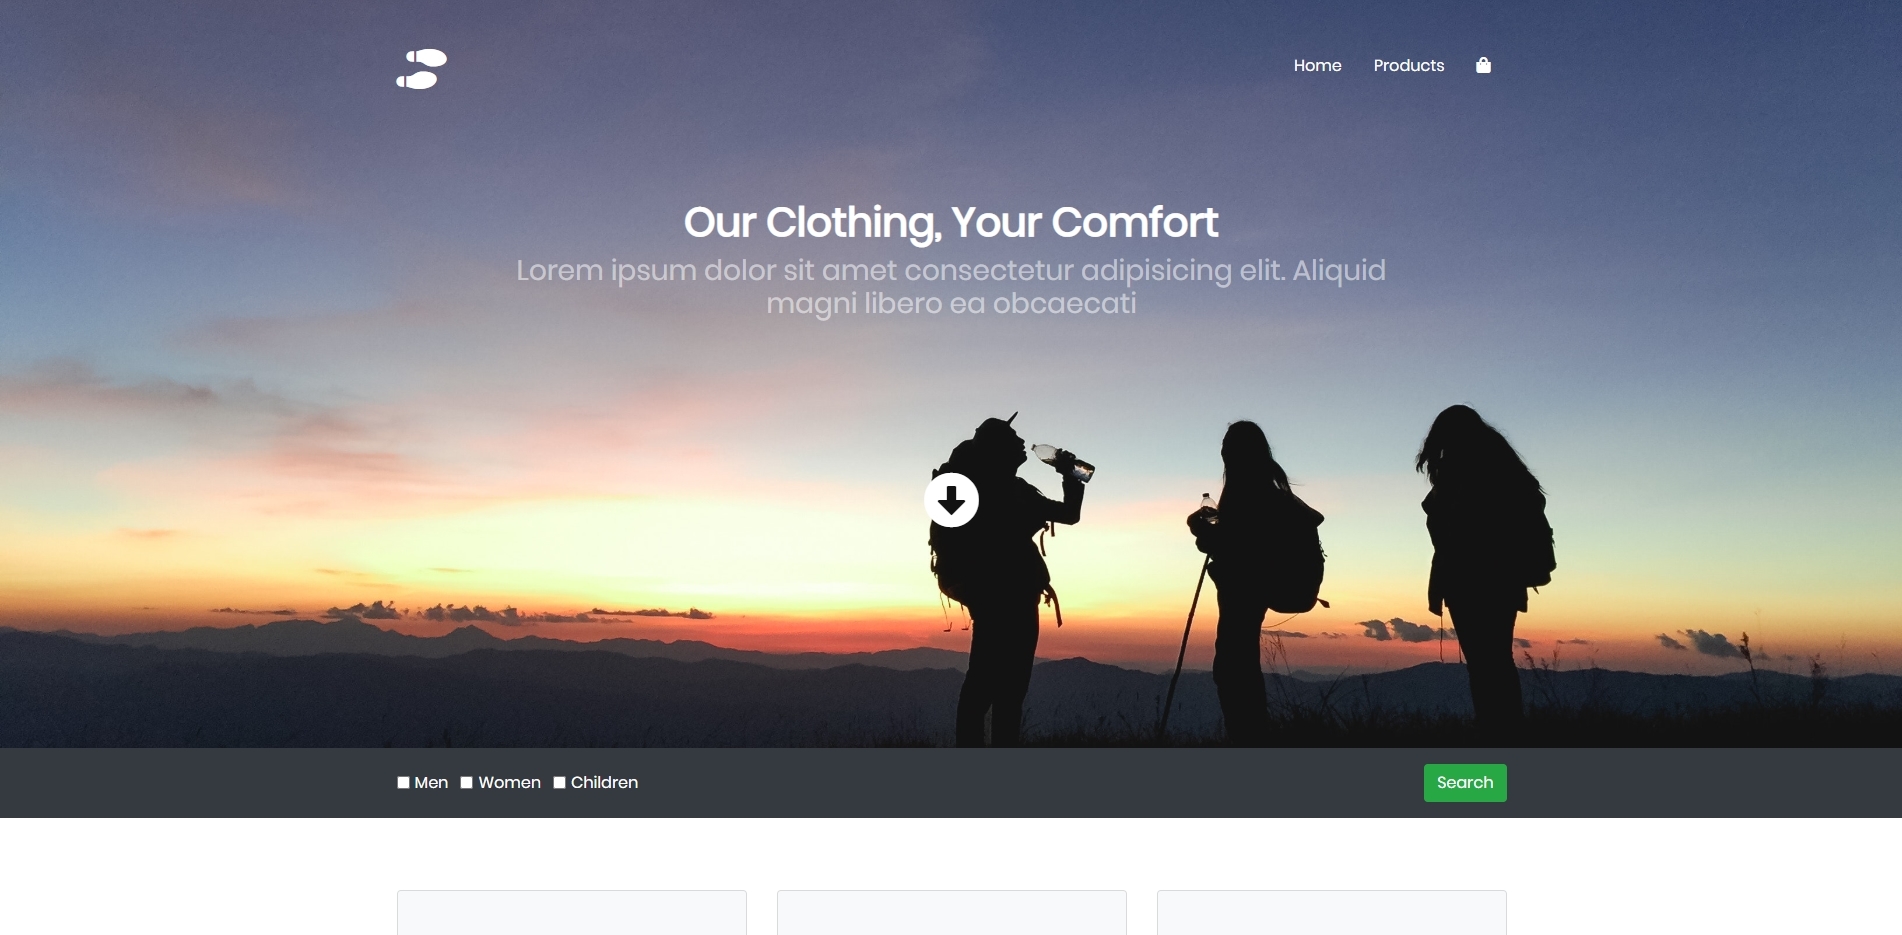 Home Products
Our Clothing, Your Comfort
Lorem ipsum dolor sit amet consectetur adipisicing elit. Aliquid
magni libero ea obcaecati
Men Women Children Search